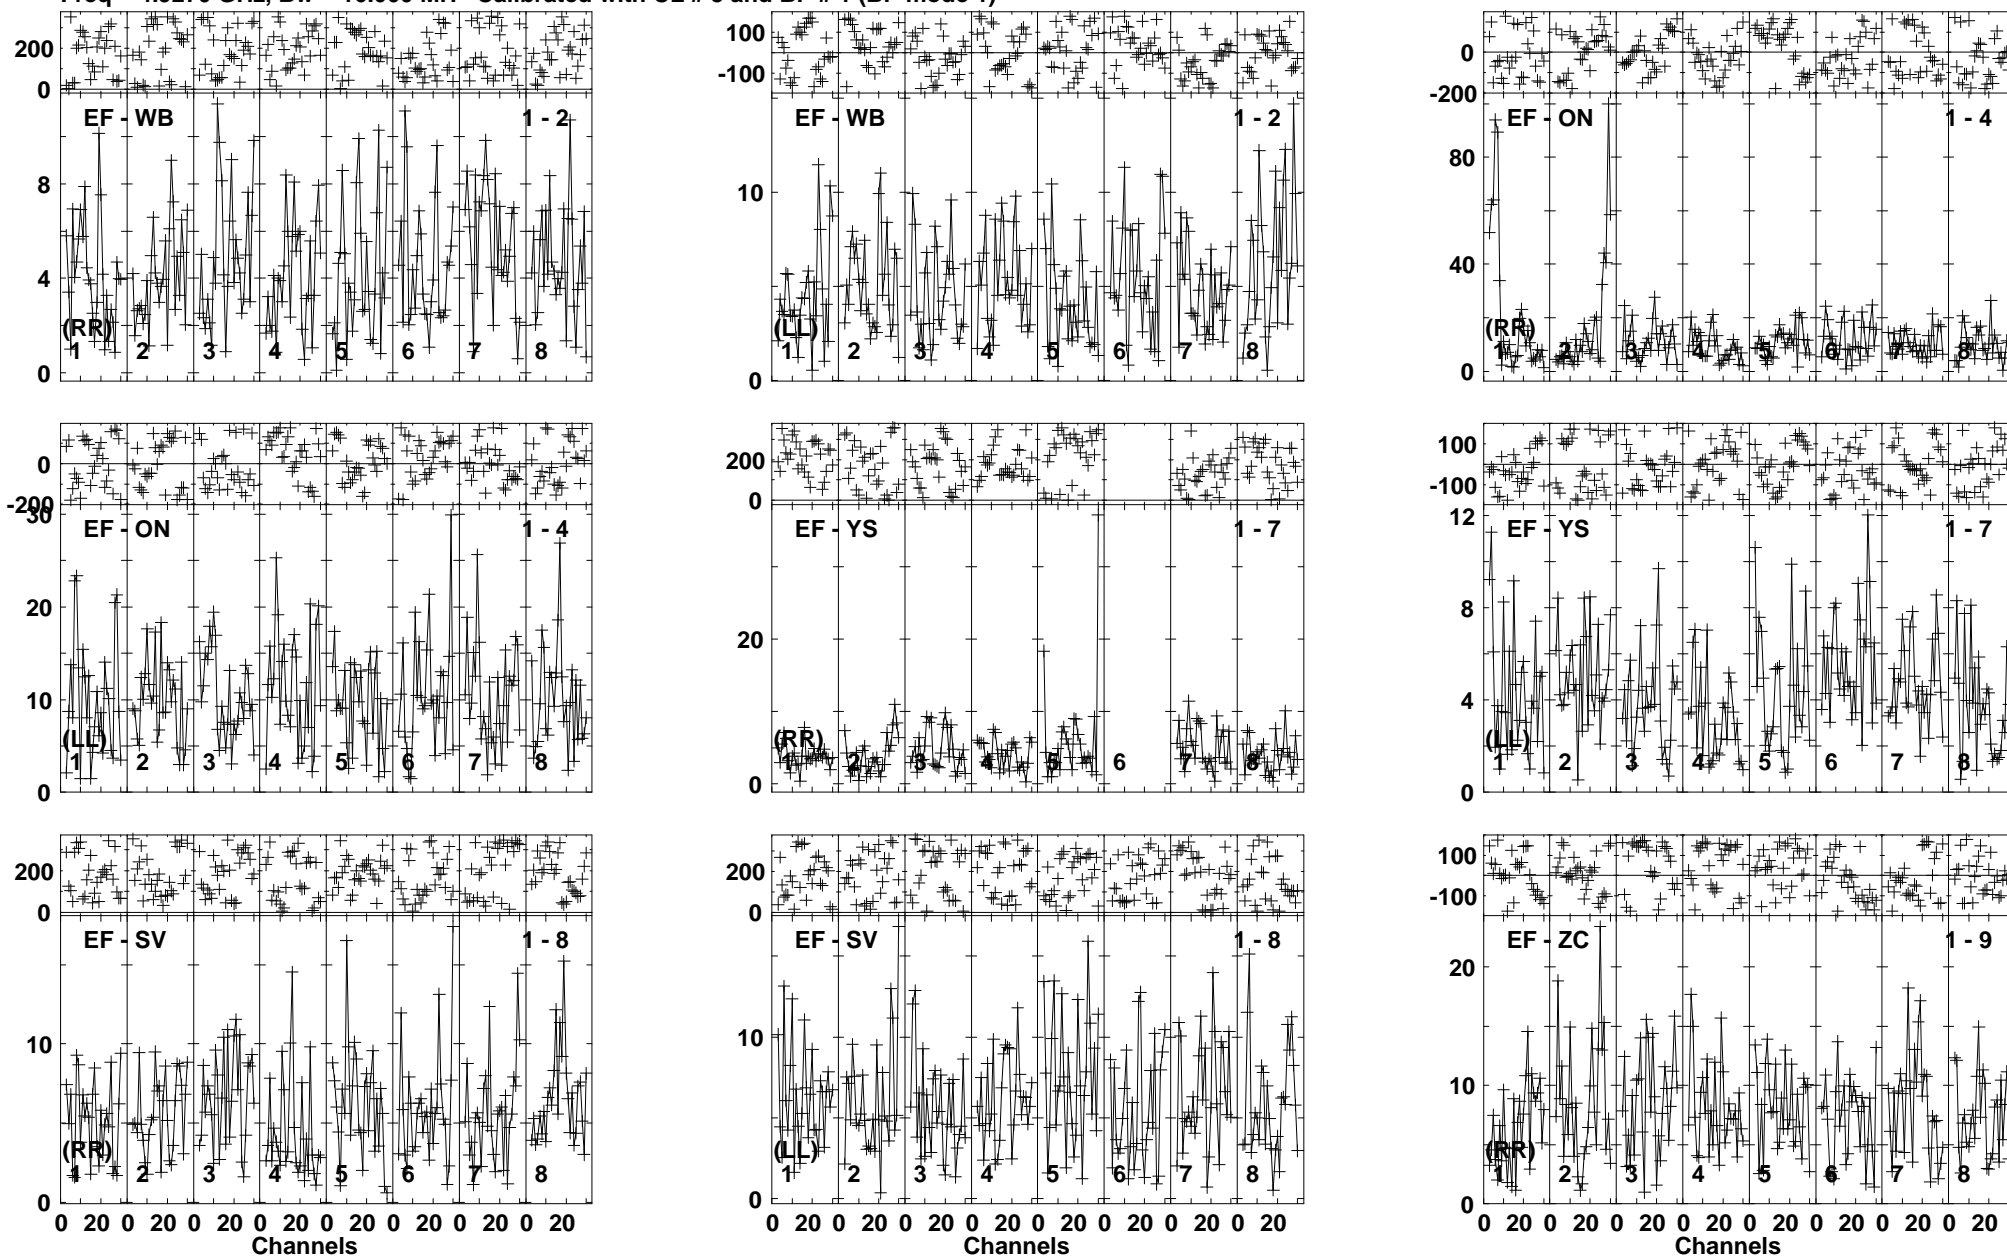 200 100 0
0 -100 -200
EF - WB 1 - 2 EF - WB 1 - 2 EF - ON 1 - 4
8 10 80
4 40
(RR) (LL) (RR)
1 2 3 4 5 6 7 8 1 2 3 4 5 6 7 8 1 2 3 4 5 6 7 8
0 0 0
0 200 100
-200 0 -100
30 EF - ON 1 - 4 EF - YS 1 - 7 12 EF - YS 1 - 7
20 20 8
10 4
(LL) (RR) (LL)
1 2 3 4 5 6 7 8 1 2 3 4 5 6 7 8 1 2 3 4 5 6 7 8
0 0 0
200 200 100
0 0 -100
EF - SV 1 - 8 EF - SV 1 - 8 EF - ZC 1 - 9
10 10 20
10
(RR) (LL) (RR)
1 2 3 4 5 6 7 8 1 2 3 4 5 6 7 8 1 2 3 4 5 6 7 8
0 0 0
0 20 0 20 0 20 0 20 0 20 0 20 0 20 0 20 0 20 0 20 0 20 0 20 0 20 0 20 0 20 0 20 0 20 0 20 0 20 0 20 0 20 0 20 0 20 0 20
Channels Channels Channels